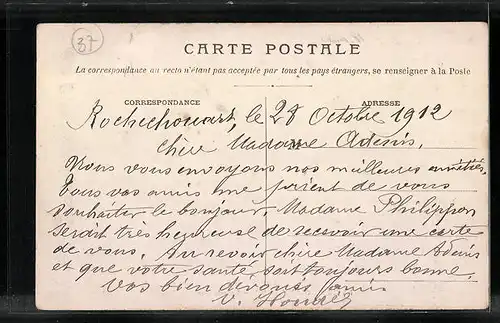 37
CARTE POSTALE
La correspondance au recto n'étant pas acceptée par tous les pays étrangers, se renseigner à la Poste
CORRESPONDANCE
ADRESSE
Rochechouart, le 28 Octobre 1912
Chère Madame Adenis,
Nous vous envoyons nos meilleures amitiés.
Tous vos amis me prient de vous
souhaiter le bonjour, Madame Philippon
serait très heureuse de recevoir une carte
de vous. Au revoir chère Madame Adenis
et que votre santé soit toujours bonne.
Vos bien dévoués amis
V.